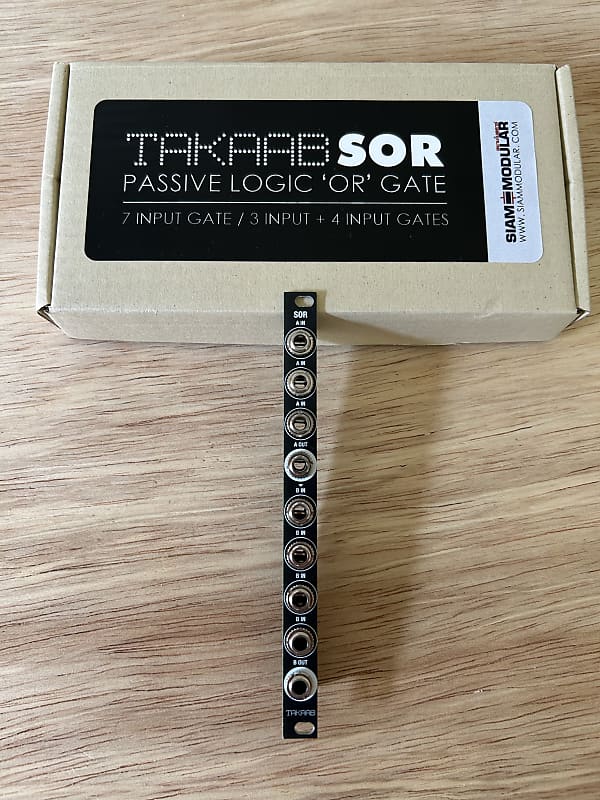 TAKAAB SOR
PASSIVE LOGIC 'OR' GATE
7 INPUT GATE / 3 INPUT + 4 INPUT GATES
SIAM MODULAR
WWW.SIAMMODULAR.COM
SOR
A IN
A IN
A IN
A OUT
B IN
B IN
B IN
B IN
B OUT
TAKAAB